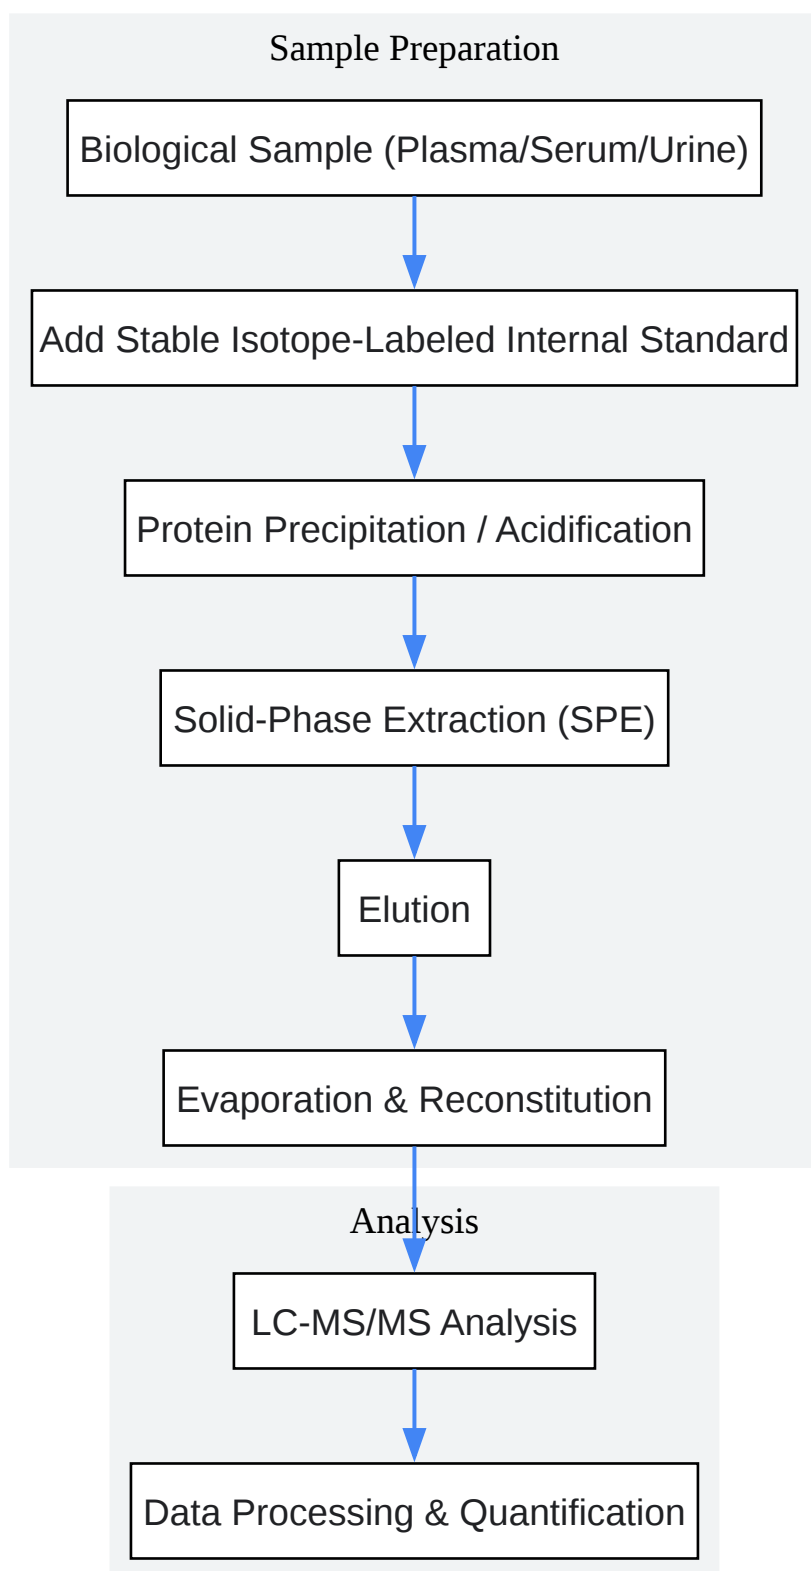 Sample Preparation
Biological Sample (Plasma/Serum/Urine)
Add Stable Isotope-Labeled Internal Standard
Protein Precipitation / Acidification
Solid-Phase Extraction (SPE)
Elution
Evaporation & Reconstitution
Analysis
LC-MS/MS Analysis
Data Processing & Quantification